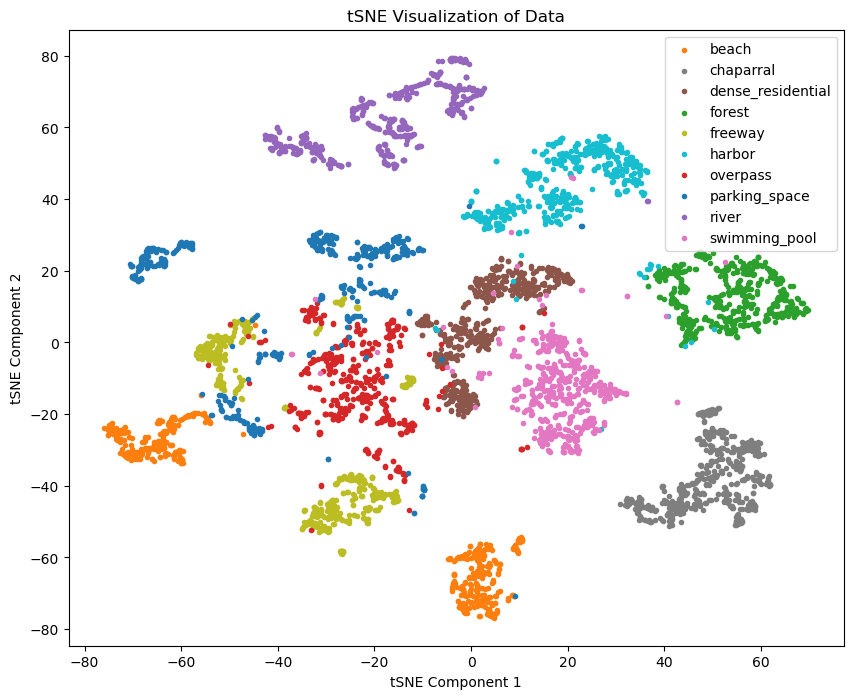 tSNE Visualization of Data
beach
chaparral
dense_residential
forest
freeway
harbor
overpass
parking_space
river
swimming_pool
80
60
40
20
0
−20
−40
−60
−80
tSNE Component 2
−80 −60 −40 −20 0 20 40 60
tSNE Component 1